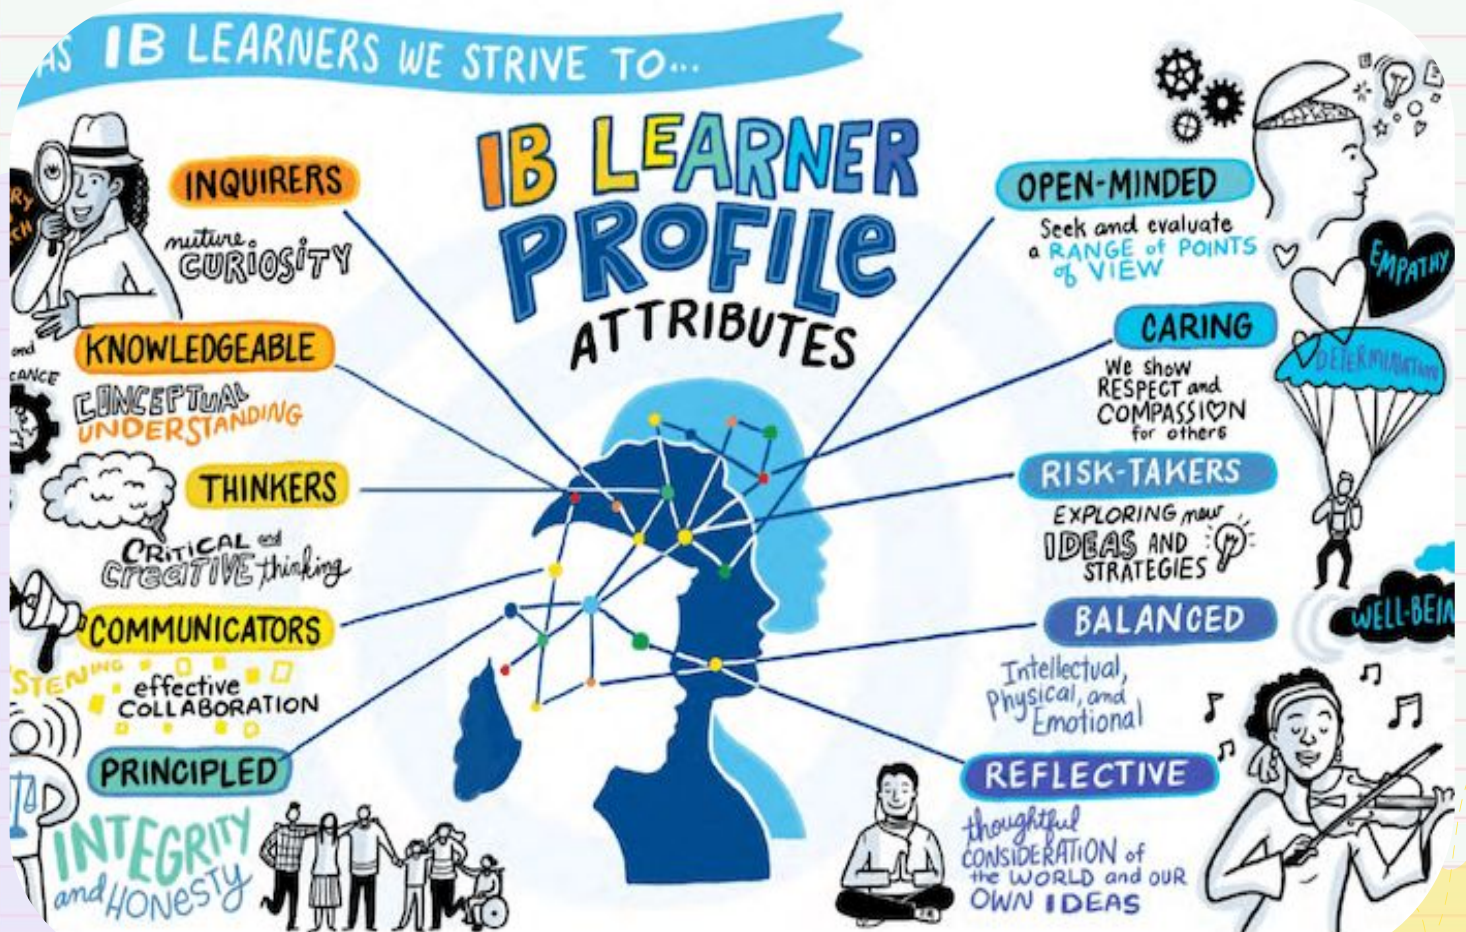 AS IB LEARNERS WE STRIVE TO...
IB LEARNER
PROFILE
ATTRIBUTES
INQUIRERS
nuture
CURIOSITY
KNOWLEDGEABLE
and
CONCEPTUAL
UNDERSTANDING
THINKERS
CRITICAL and
CREATIVE thinking
COMMUNICATORS
effective
COLLABORATION
PRINCIPLED
INTEGRITY
and HONESTY
OPEN-MINDED
Seek and evaluate
a RANGE of POINTS
of VIEW
EMPATHY
CARING
We show
RESPECT and
COMPASSION
for others
DETERMINATION
RISK-TAKERS
EXPLORING new
IDEAS AND
STRATEGIES
BALANCED
WELL-BEIN
Intellectual,
Physical, and
Emotional
REFLECTIVE
thoughtful
CONSIDERATION of
the WORLD and OUR
OWN IDEAS